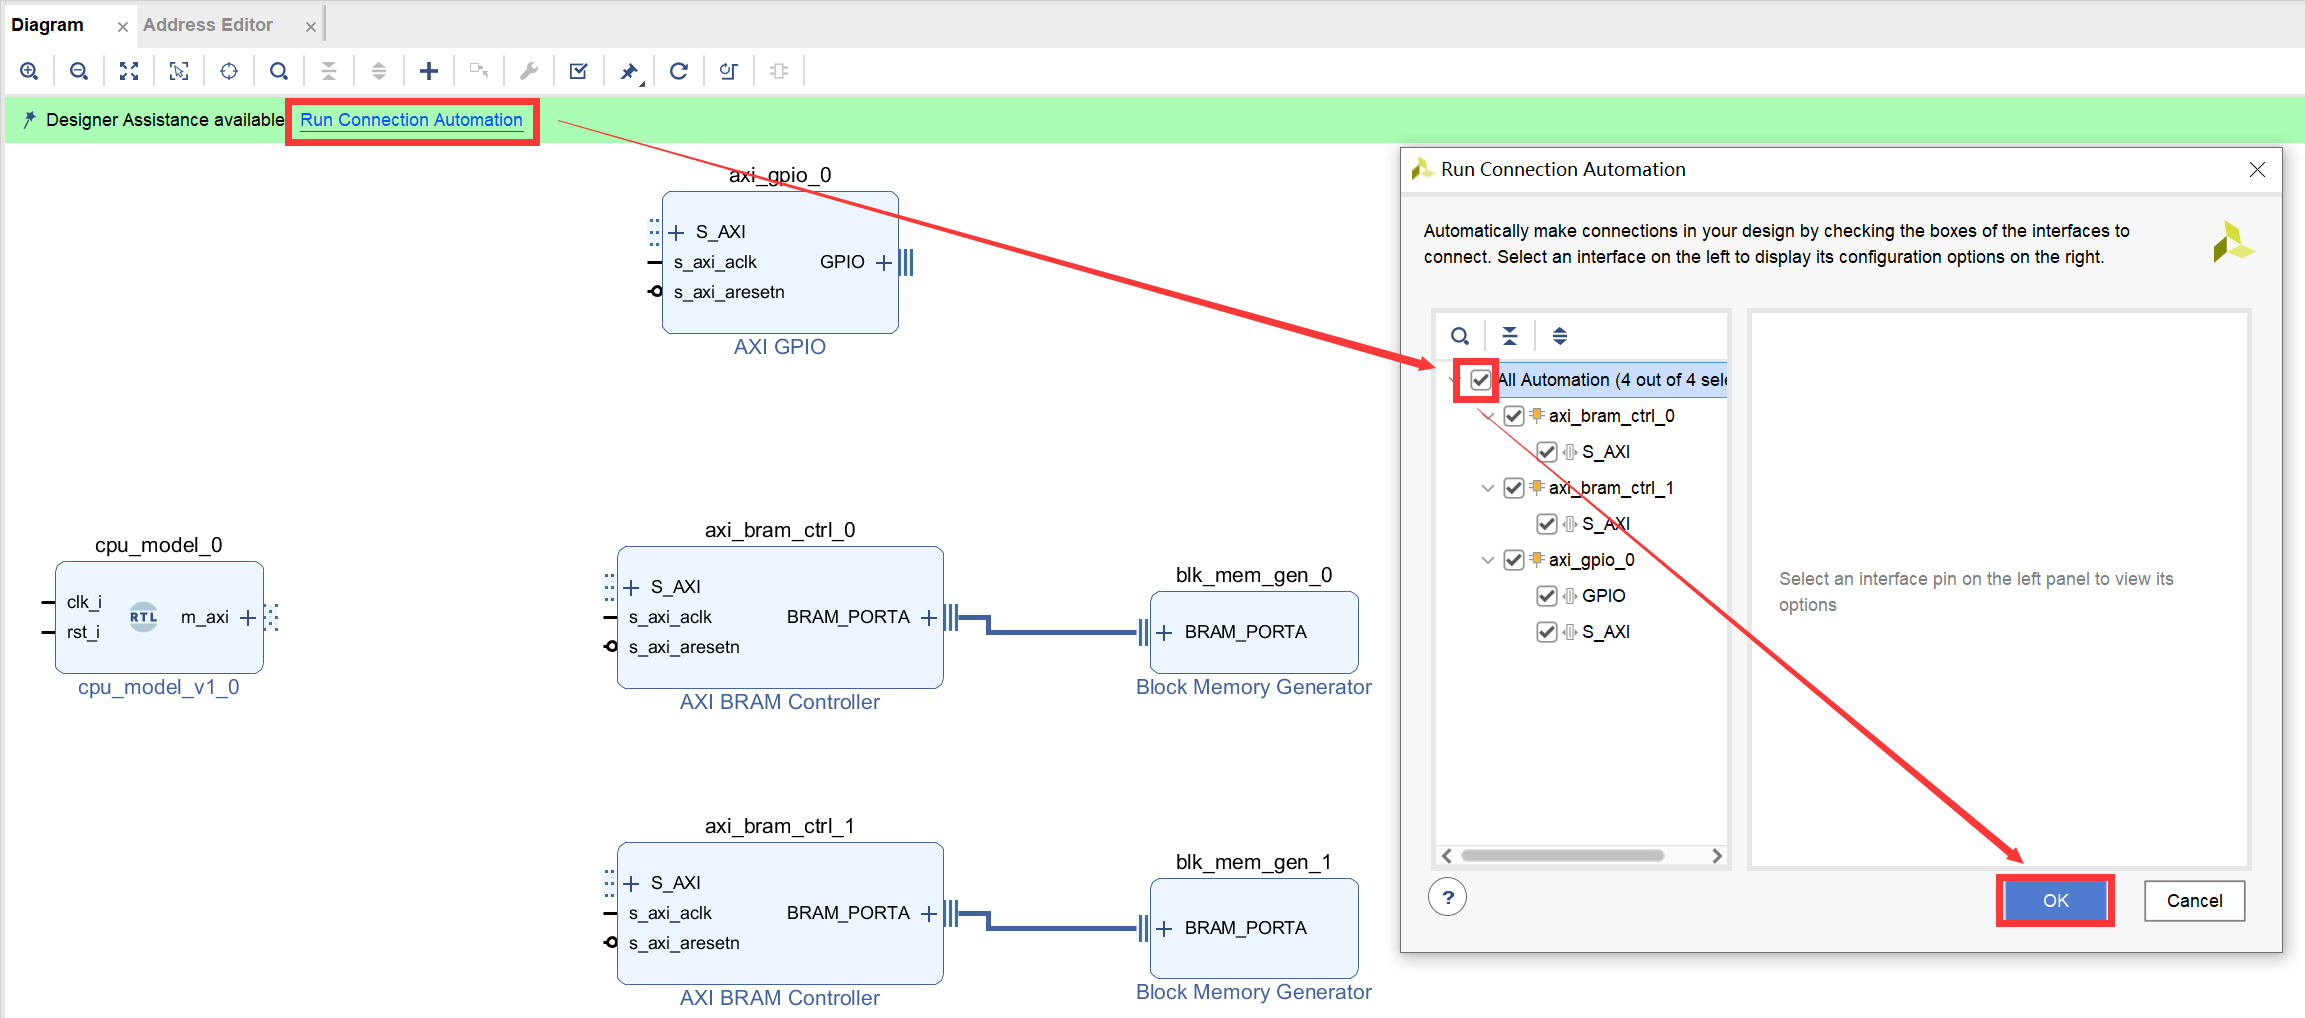 Diagram
Address Editor
Designer Assistance available
Run Connection Automation
axi_gpio_0
S_AXI
s_axi_aclk
GPIO
s_axi_aresetn
AXI GPIO
cpu_model_0
clk_i
RTL
m_axi
rst_i
cpu_model_v1_0
axi_bram_ctrl_0
S_AXI
s_axi_aclk
BRAM_PORTA
s_axi_aresetn
AXI BRAM Controller
blk_mem_gen_0
BRAM_PORTA
Block Memory Generator
axi_bram_ctrl_1
S_AXI
s_axi_aclk
BRAM_PORTA
s_axi_aresetn
AXI BRAM Controller
blk_mem_gen_1
BRAM_PORTA
Block Memory Generator
Run Connection Automation
Automatically make connections in your design by checking the boxes of the interfaces to
connect. Select an interface on the left to display its configuration options on the right.
All Automation (4 out of 4 sele
axi_bram_ctrl_0
S_AXI
axi_bram_ctrl_1
S_AXI
axi_gpio_0
GPIO
S_AXI
Select an interface pin on the left panel to view its
options
?
OK
Cancel